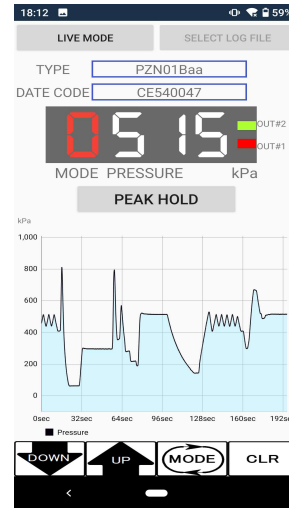 18:12 59%
LIVE MODE SELECT LOG FILE
TYPE PZN01Baa
DATE CODE CE540047
0 515 OUT#2
OUT#1
MODE PRESSURE kPa
PEAK HOLD
kPa
1,000
800
600
400
200
0
0sec 32sec 64sec 96sec 128sec 160sec 192se
Pressure
DOWN UP MODE CLR